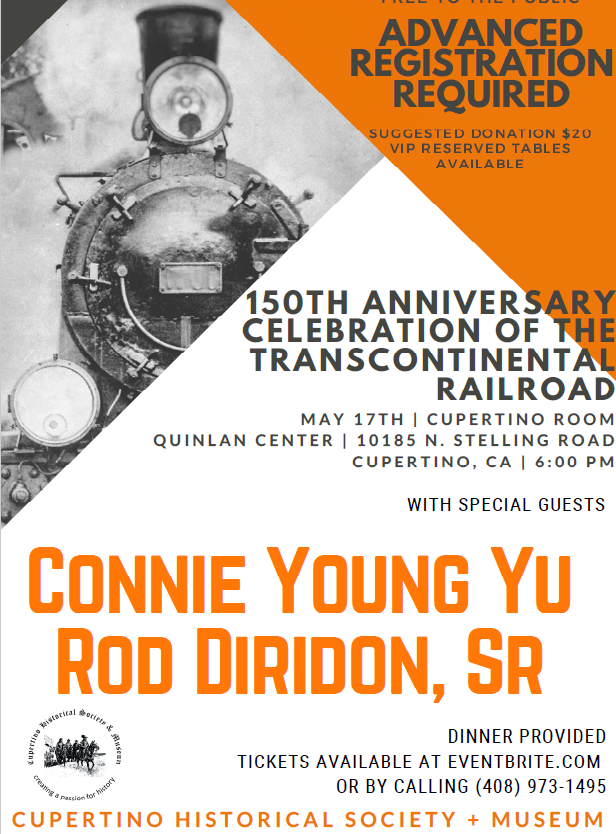 FREE TO THE PUBLIC
ADVANCED
REGISTRATION
REQUIRED
SUGGESTED DONATION $20
VIP RESERVED TABLES
AVAILABLE
150TH ANNIVERSARY
CELEBRATION OF THE
TRANSCONTINENTAL
RAILROAD
MAY 17TH | CUPERTINO ROOM
QUINLAN CENTER | 10185 N. STELLING ROAD
CUPERTINO, CA | 6:00 PM
WITH SPECIAL GUESTS
CONNIE YOUNG YU
ROD DIRIDON, SR
Cupertino Historical Society & Museum
creating a passion for history
DINNER PROVIDED
TICKETS AVAILABLE AT EVENTBRITE.COM
OR BY CALLING (408) 973-1495
CUPERTINO HISTORICAL SOCIETY + MUSEUM